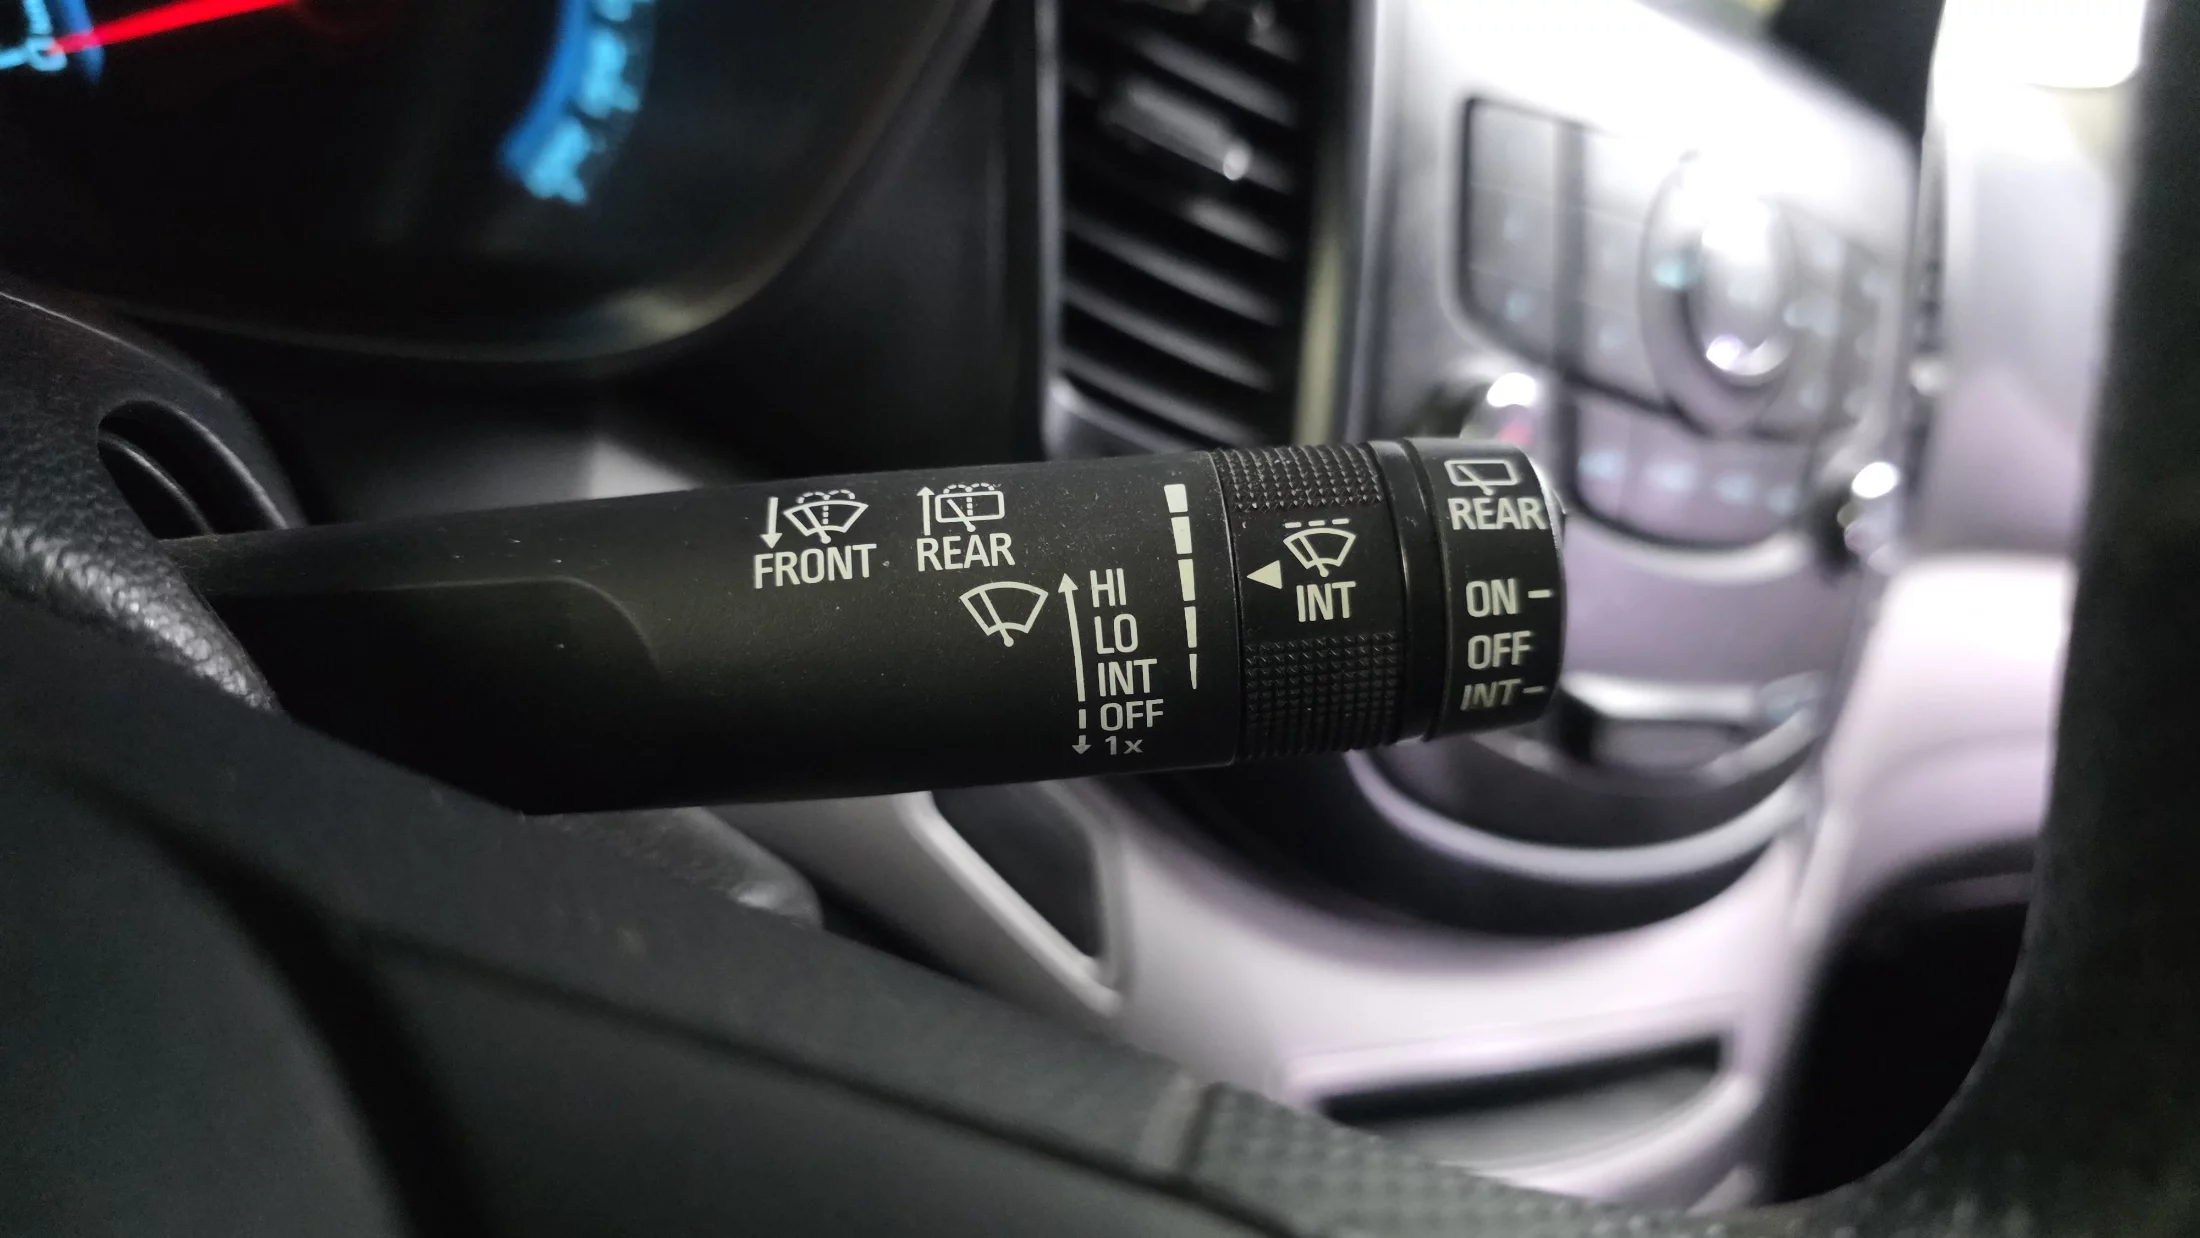 FRONT
REAR
HI
LO
INT
OFF
1x
INT
REAR
ON
OFF
INT